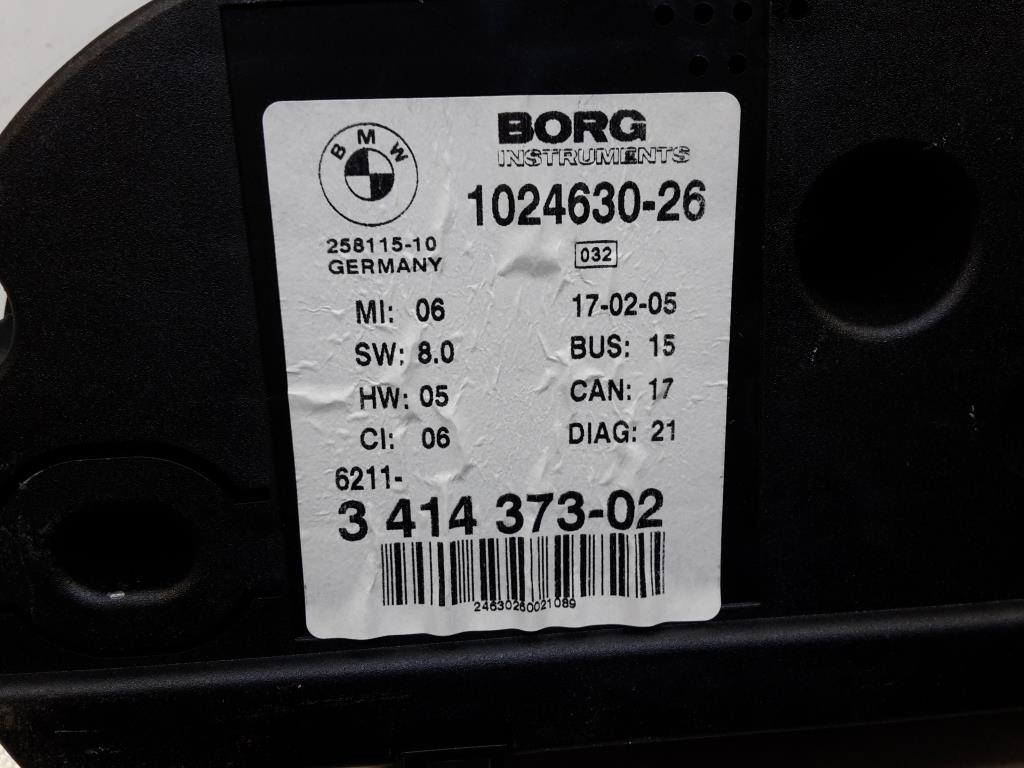 BMW
BORG
INSTRUMENTS
1024630-26
258115-10
GERMANY
032
MI: 06
17-02-05
SW: 8.0
BUS: 15
HW: 05
CAN: 17
CI: 06
DIAG: 21
6211-
3 414 373-02
24630260021089